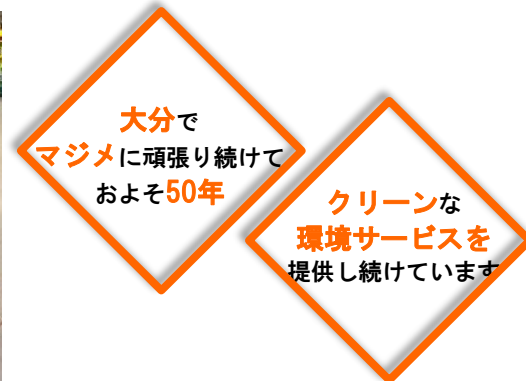 大分で
マジメに頑張り続けて
およそ50年
クリーンな
環境サービスを
提供し続けています